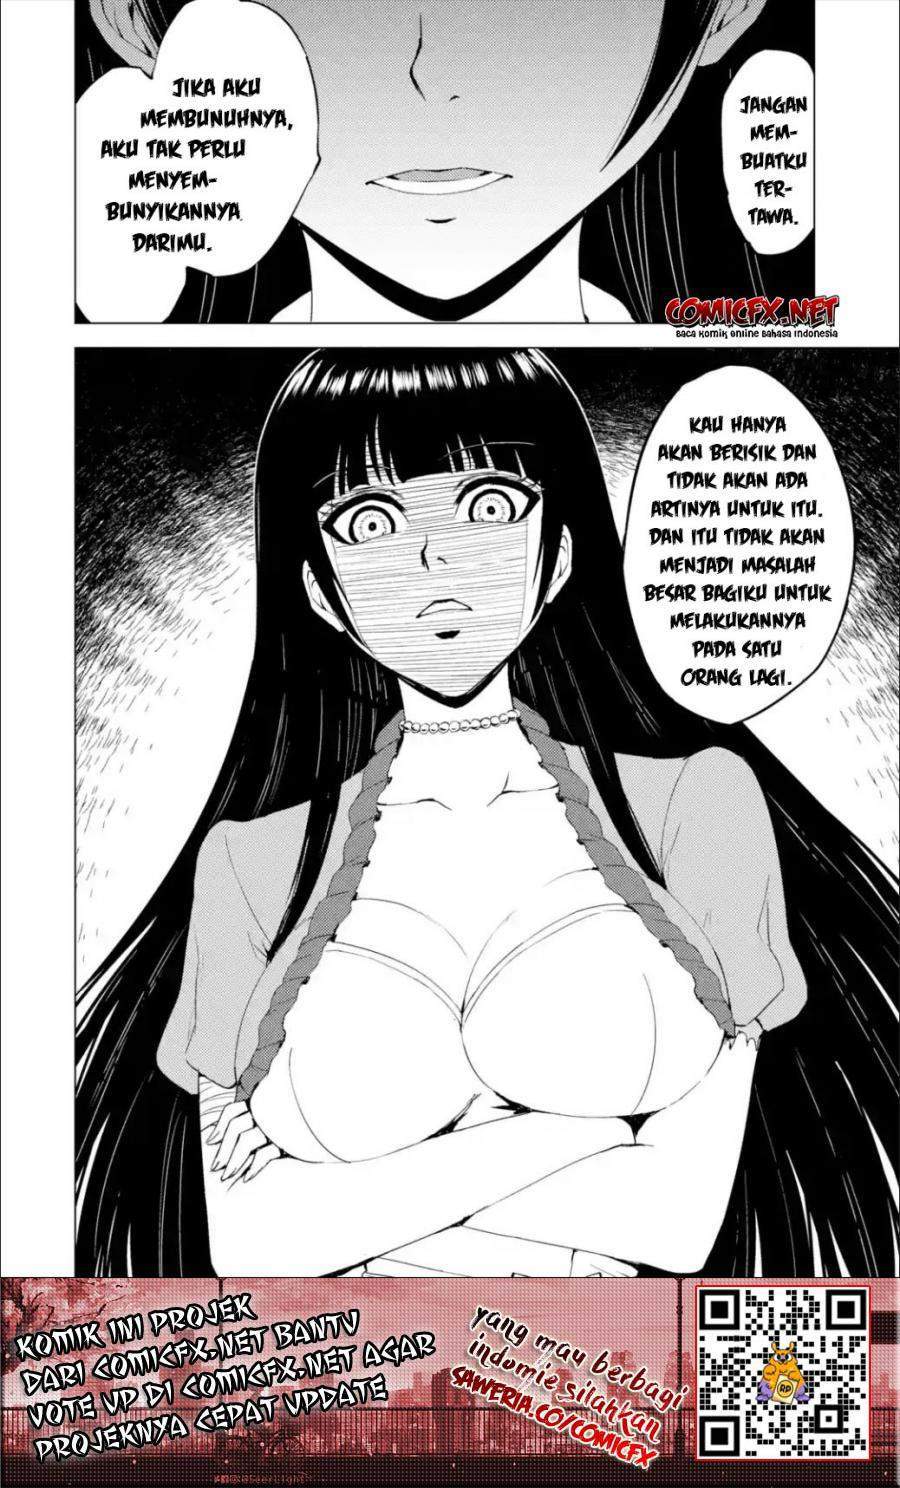 JANGAN
MEM-
BUATKU
TER-
TAWA.
JIKA AKU
MEMBUNUHNYA,
AKU TAK PERLU
MENYEM-
BUNYIKANNYA
DARIMU.
COMICFX.NET
BACA KOMIK ONLINE BAHASA INDONESIA
KAU HANYA
AKAN BERISIK DAN
TIDAK AKAN ADA
ARTINYA UNTUK ITU.
DAN ITU TIDAK AKAN
MENJADI MASALAH
BESAR BAGIKU UNTUK
MELAKUKANNYA
PADA SATU
ORANG LAGI.
KOMIK INI PROJEK
DARI COMICFX.NET BANTU
VOTE UP DI COMICFX.NET AGAR
PROJEKNYA CEPAT UPDATE
yang mau berbagi
indomie silahkan
SAWERIA.CO/COMICFX
RP
@SeerLight